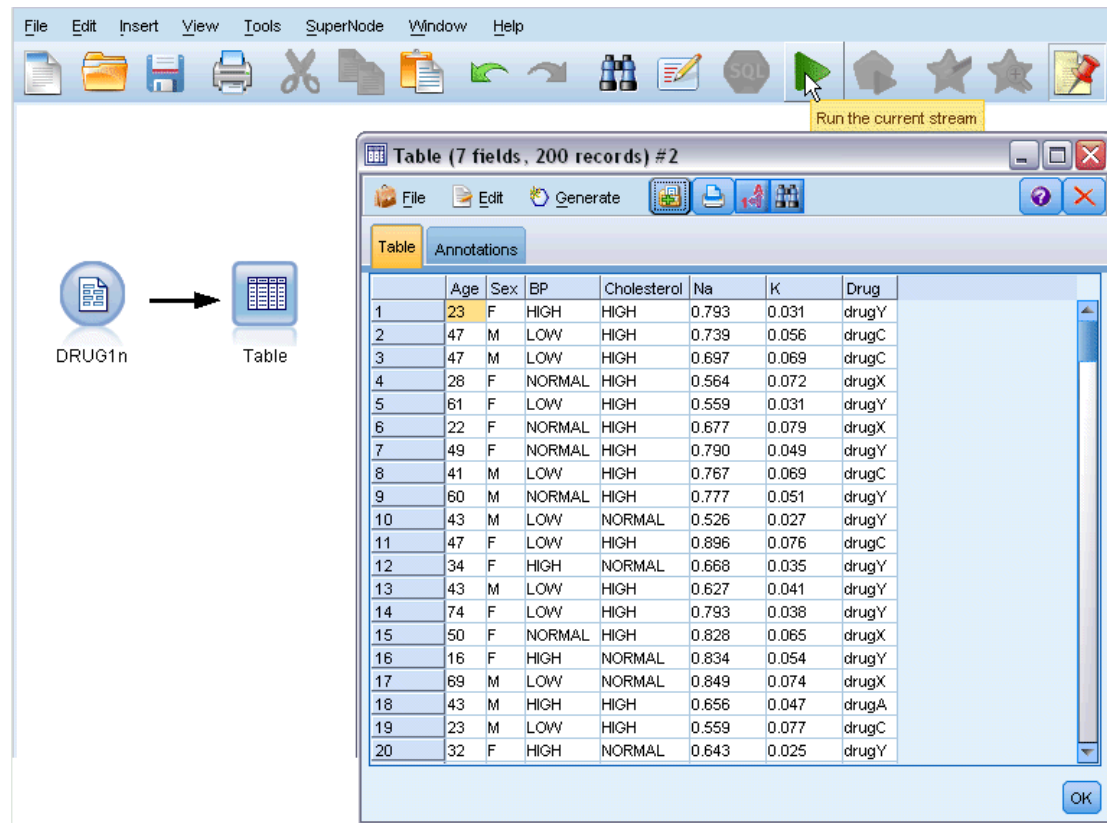 File Edit Insert View Tools SuperNode Window Help
SQL
Run the current stream
Table (7 fields, 200 records) #2
File Edit Generate
Table Annotations
Age Sex BP Cholesterol Na K Drug
1 23 F HIGH HIGH 0.793 0.031 drugY
2 47 M LOW HIGH 0.739 0.056 drugC
3 47 M LOW HIGH 0.697 0.069 drugC
4 28 F NORMAL HIGH 0.564 0.072 drugX
5 61 F LOW HIGH 0.559 0.031 drugY
6 22 F NORMAL HIGH 0.677 0.079 drugX
7 49 F NORMAL HIGH 0.790 0.049 drugY
8 41 M LOW HIGH 0.767 0.069 drugC
9 60 M NORMAL HIGH 0.777 0.051 drugY
10 43 M LOW NORMAL 0.526 0.027 drugY
11 47 F LOW HIGH 0.896 0.076 drugC
12 34 F HIGH NORMAL 0.668 0.035 drugY
13 43 M LOW HIGH 0.627 0.041 drugY
14 74 F LOW HIGH 0.793 0.038 drugY
15 50 F NORMAL HIGH 0.828 0.065 drugX
16 16 F HIGH NORMAL 0.834 0.054 drugY
17 69 M LOW NORMAL 0.849 0.074 drugX
18 43 M HIGH HIGH 0.656 0.047 drugA
19 23 M LOW HIGH 0.559 0.077 drugC
20 32 F HIGH NORMAL 0.643 0.025 drugY
DRUG1n
Table
OK